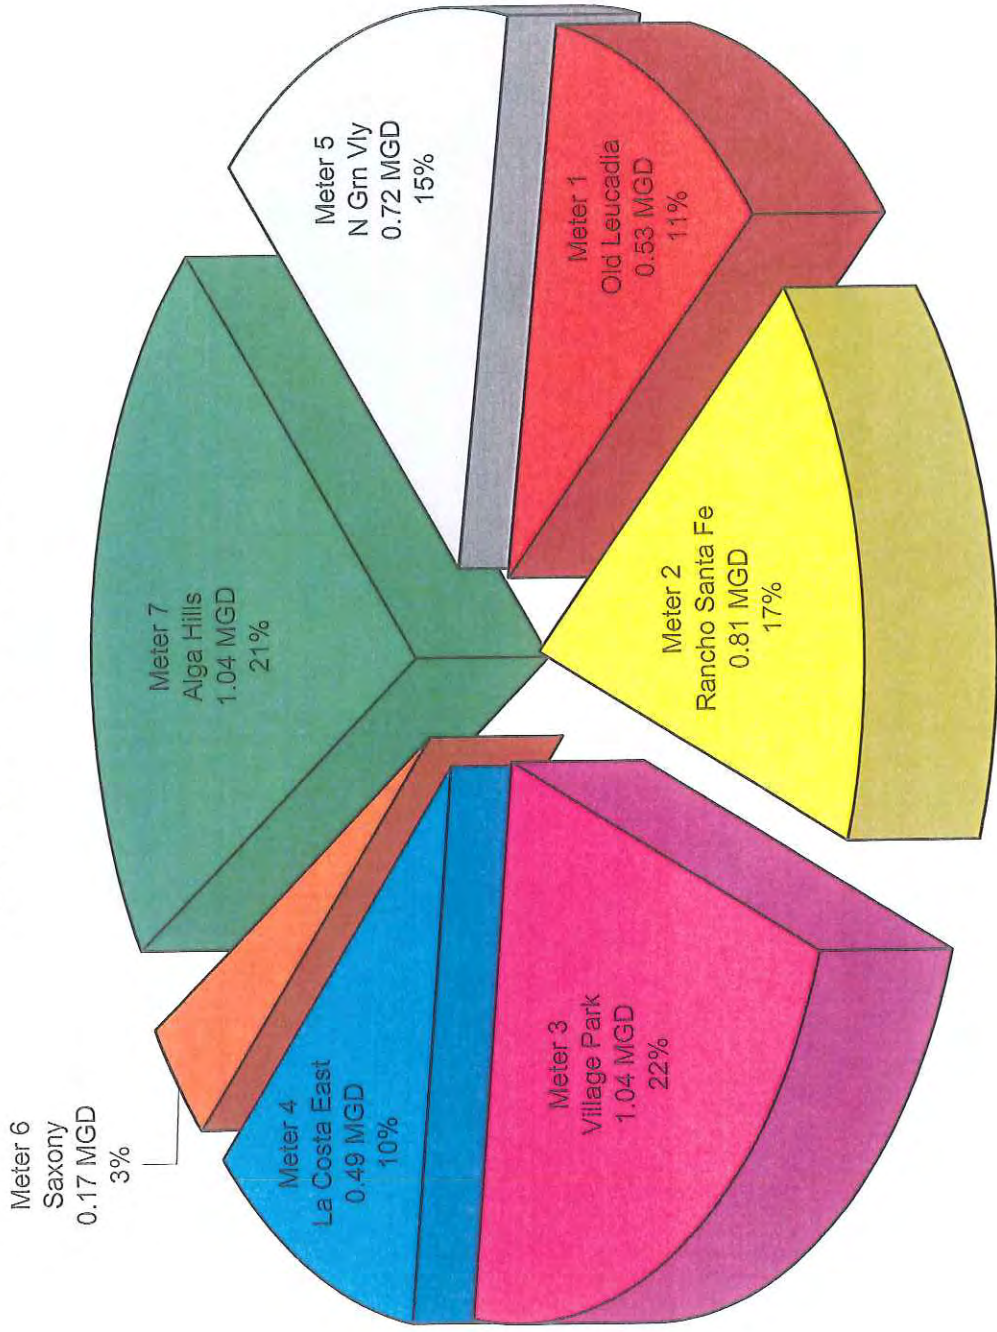 Meter 5
N Grn Vly
0.72 MGD
15%
Meter 1
Old Leucadia
0.53 MGD
11%
Meter 2
Rancho Santa Fe
0.81 MGD
17%
Meter 3
Village Park
1.04 MGD
22%
Meter 4
La Costa East
0.49 MGD
10%
Meter 6
Saxony
0.17 MGD
3%
Meter 7
Alga Hills
1.04 MGD
21%